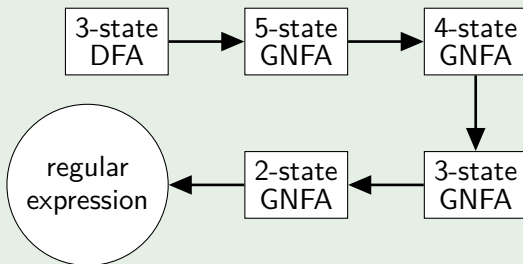 3-state
DFA
5-state
GNFA
4-state
GNFA
3-state
GNFA
2-state
GNFA
regular
expression